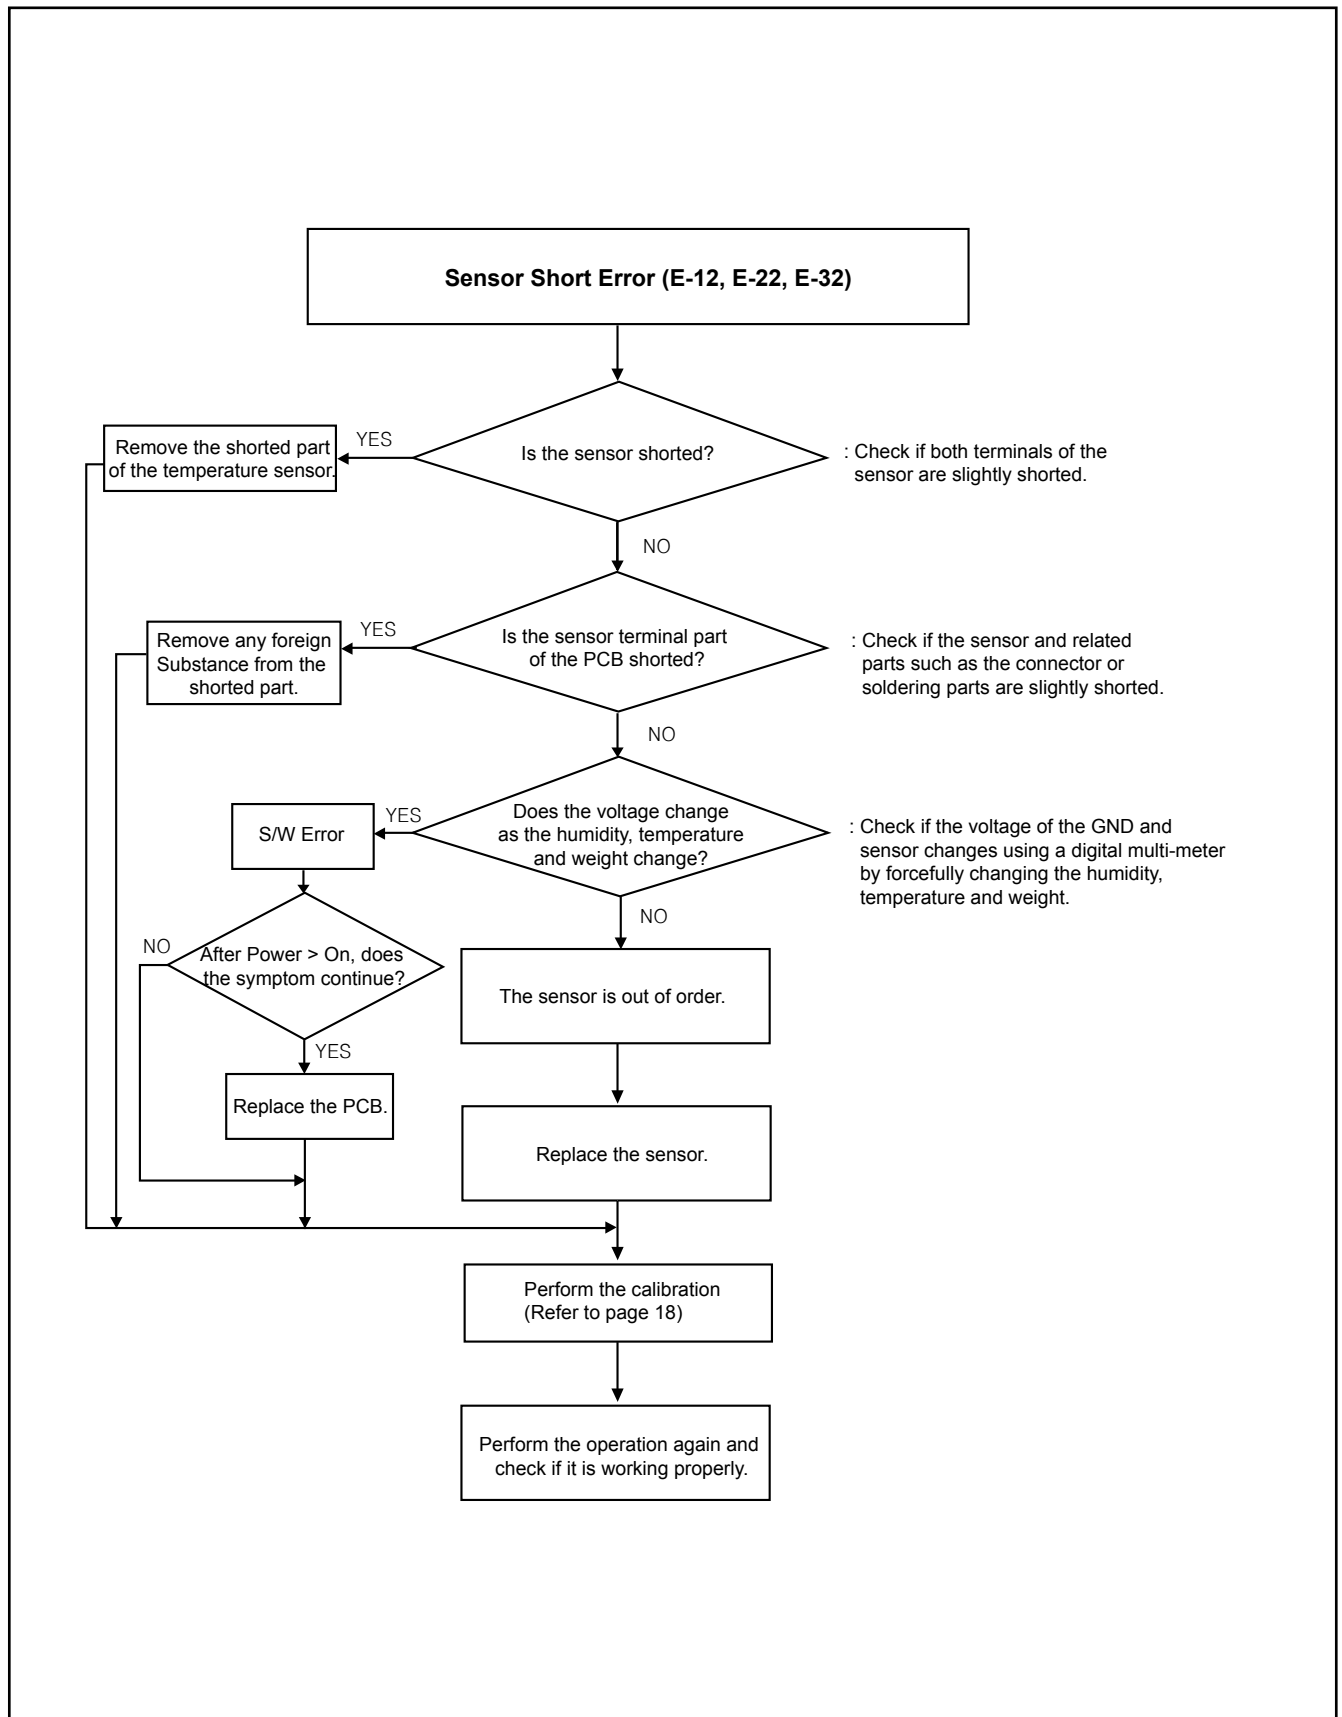 Sensor Short Error (E-12, E-22, E-32)
Is the sensor shorted?
YES
Remove the shorted part
of the temperature sensor.
: Check if both terminals of the
sensor are slightly shorted.
NO
Is the sensor terminal part
of the PCB shorted?
YES
Remove any foreign
Substance from the
shorted part.
: Check if the sensor and related
parts such as the connector or
soldering parts are slightly shorted.
NO
Does the voltage change
as the humidity, temperature
and weight change?
YES
S/W Error
: Check if the voltage of the GND and
sensor changes using a digital multi-meter
by forcefully changing the humidity,
temperature and weight.
NO
After Power > On, does
the symptom continue?
NO
YES
Replace the PCB.
The sensor is out of order.
Replace the sensor.
Perform the calibration
(Refer to page 18)
Perform the operation again and
check if it is working properly.